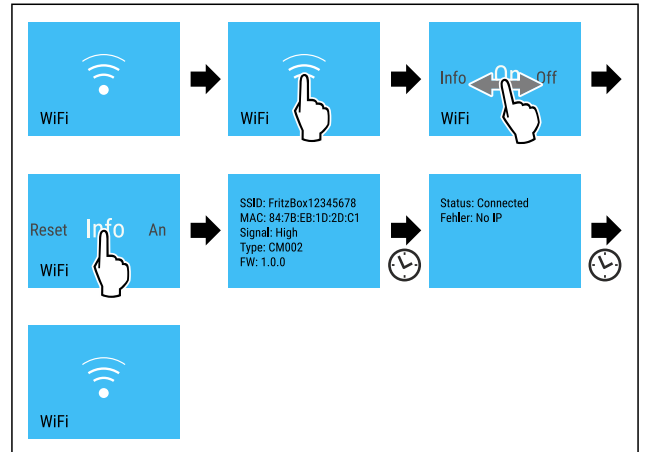 WiFi
WiFi
Info On Off
WiFi
Reset Info An
WiFi
SSID: FritzBox12345678
MAC: 84:7B:EB:1D:2D:C1
Signal: High
Type: CM002
FW: 1.0.0
Status: Connected
Fehler: No IP
WiFi